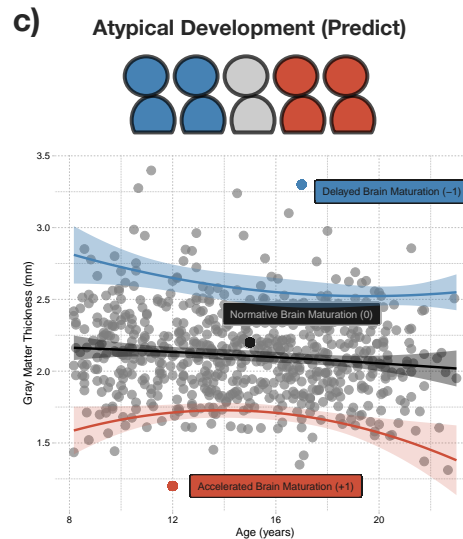 c)
Atypical Development (Predict)
3.5
Delayed Brain Maturation (−1)
3.0
2.5
Normative Brain Maturation (0)
2.0
1.5
Accelerated Brain Maturation (+1)
Gray Matter Thickness (mm)
8 12 16 20
Age (years)